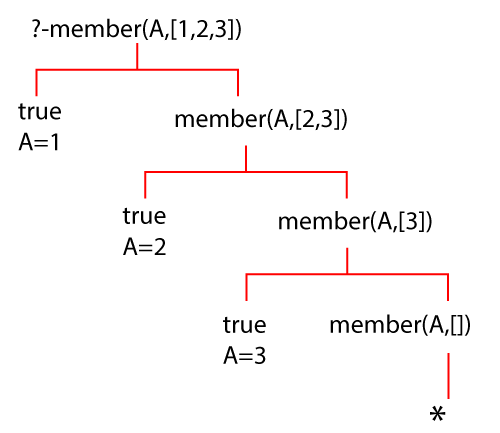 ?-member(A,[1,2,3])
true
A=1
member(A,[2,3])
true
A=2
member(A,[3])
true
A=3
member(A,[])
*